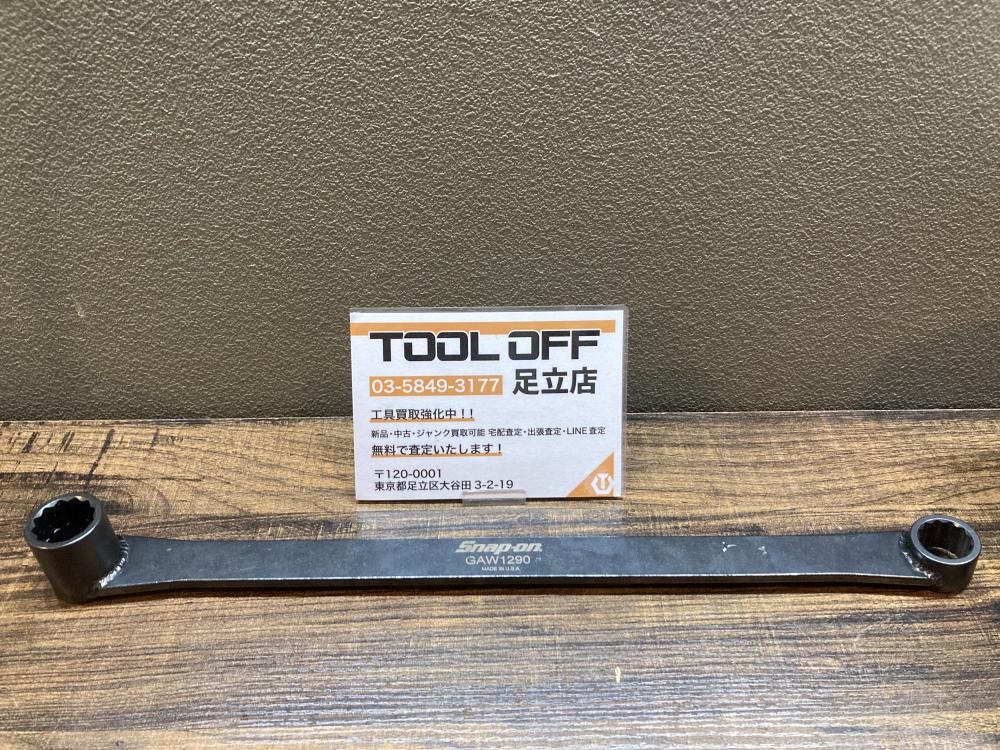 TOOL OFF
03-5849-3177 足立店
工具買取強化中！！
新品・中古・ジャンク買取可能 宅配査定・出張査定・LINE査定
無料で査定いたします！
〒120-0001
東京都足立区大谷田3-2-19
Snap-on
GAW1290
MADE IN U.S.A.